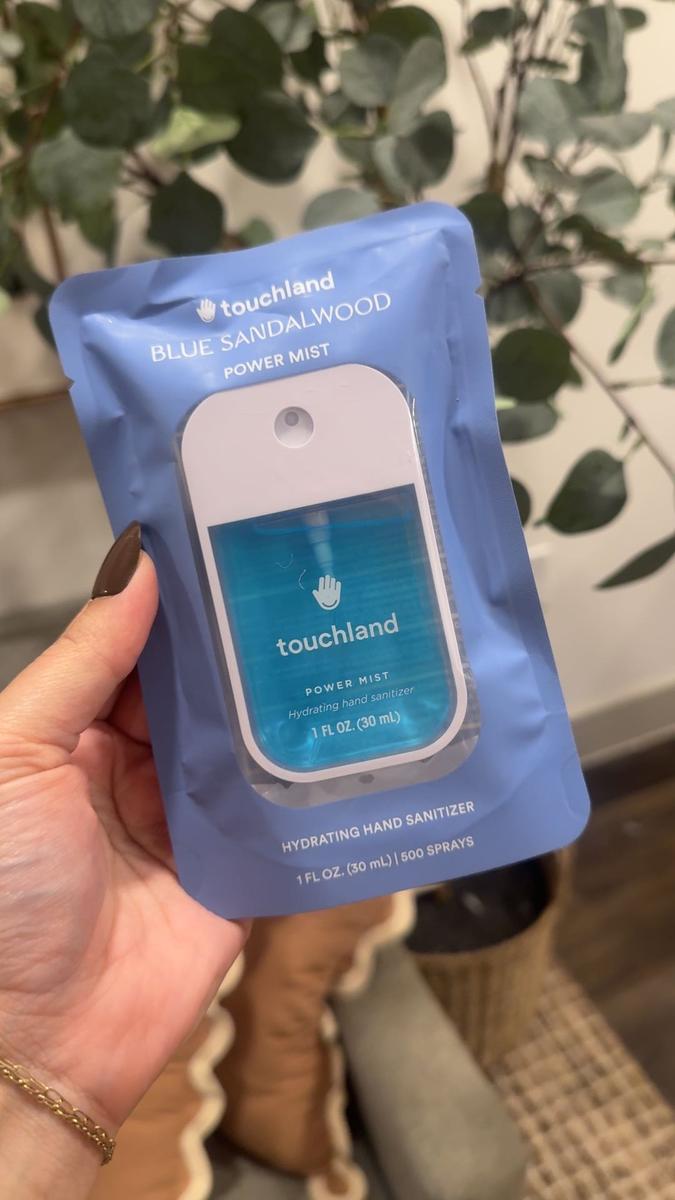 touchland
BLUE SANDALWOOD
POWER MIST
touchland
POWER MIST
Hydrating hand sanitizer
1 FL OZ. (30 mL)
HYDRATING HAND SANITIZER
1 FL OZ. (30 mL) | 500 SPRAYS